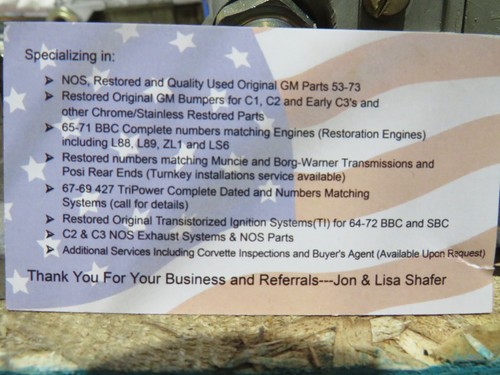 Specializing in:
➤ NOS, Restored and Quality Used Original GM Parts 53-73
➤ Restored Original GM Bumpers for C1, C2 and Early C3's and
other Chrome/Stainless Restored Parts
➤ 65-71 BBC Complete numbers matching Engines (Restoration Engines)
including L88, L89, ZL1 and LS6
➤ Restored numbers matching Muncie and Borg-Warner Transmissions and
Posi Rear Ends (Turnkey installations service available)
➤ 67-69 427 TriPower Complete Dated and Numbers Matching
Systems (call for details)
➤ Restored Original Transistorized Ignition Systems(TI) for 64-72 BBC and SBC
➤ C2 & C3 NOS Exhaust Systems & NOS Parts
➤ Additional Services Including Corvette Inspections and Buyer's Agent (Available Upon Request)
Thank You For Your Business and Referrals---Jon & Lisa Shafer